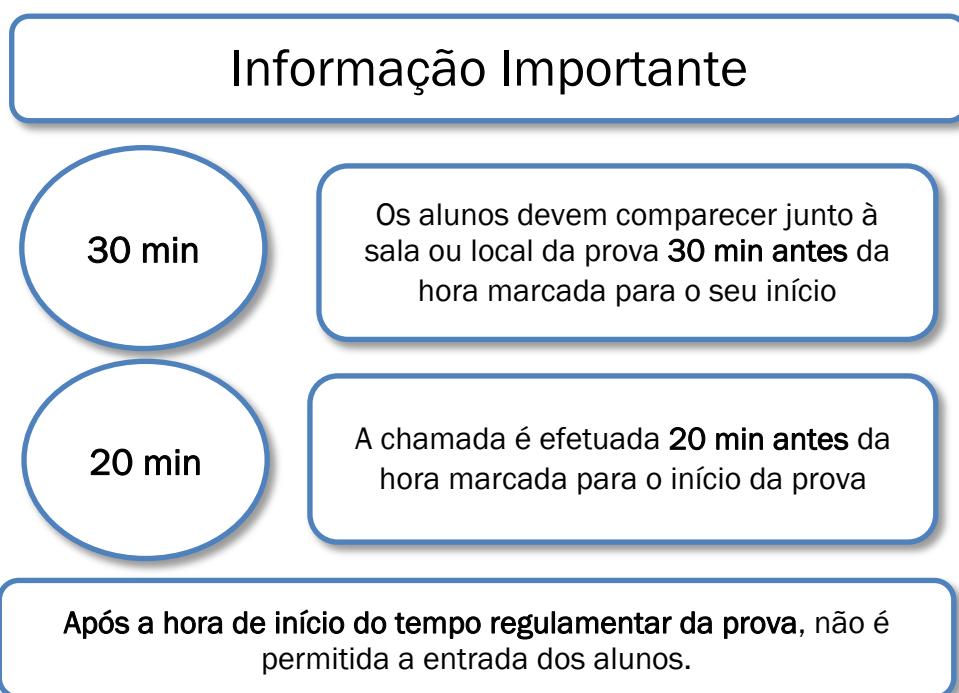 Informação Importante
30 min
Os alunos devem comparecer junto à
sala ou local da prova 30 min antes da
hora marcada para o seu início
20 min
A chamada é efetuada 20 min antes da
hora marcada para o início da prova
Após a hora de início do tempo regulamentar da prova, não é
permitida a entrada dos alunos.